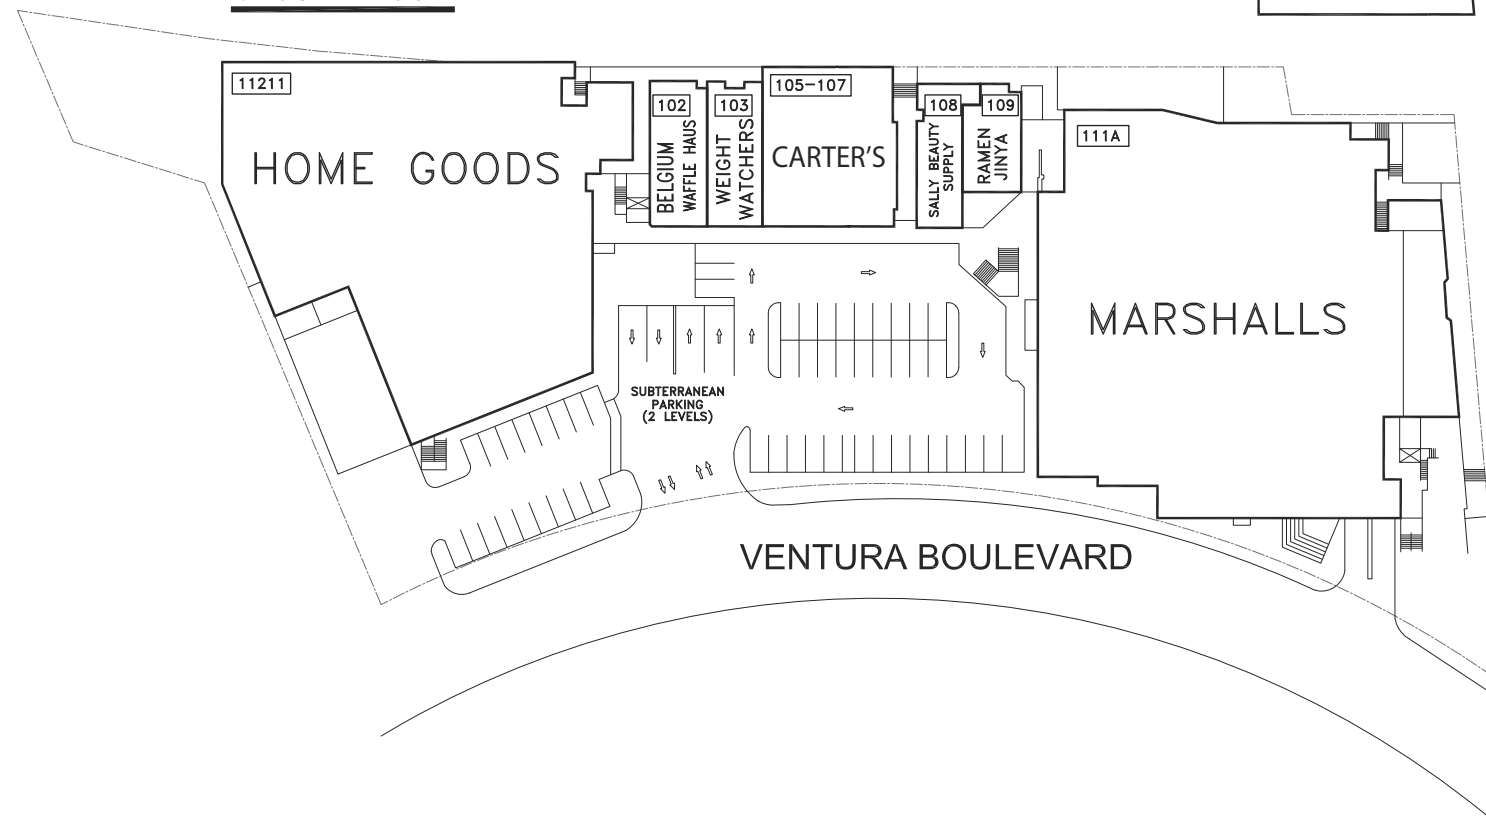 11211
HOME GOODS
102
BELGIUM
WAFFLE HAUS
103
WEIGHT
WATCHERS
105-107
CARTER'S
108
SALLY BEAUTY
SUPPLY
109
RAMEN
JINYA
111A
MARSHALLS
SUBTERRANEAN
PARKING
(2 LEVELS)
VENTURA BOULEVARD